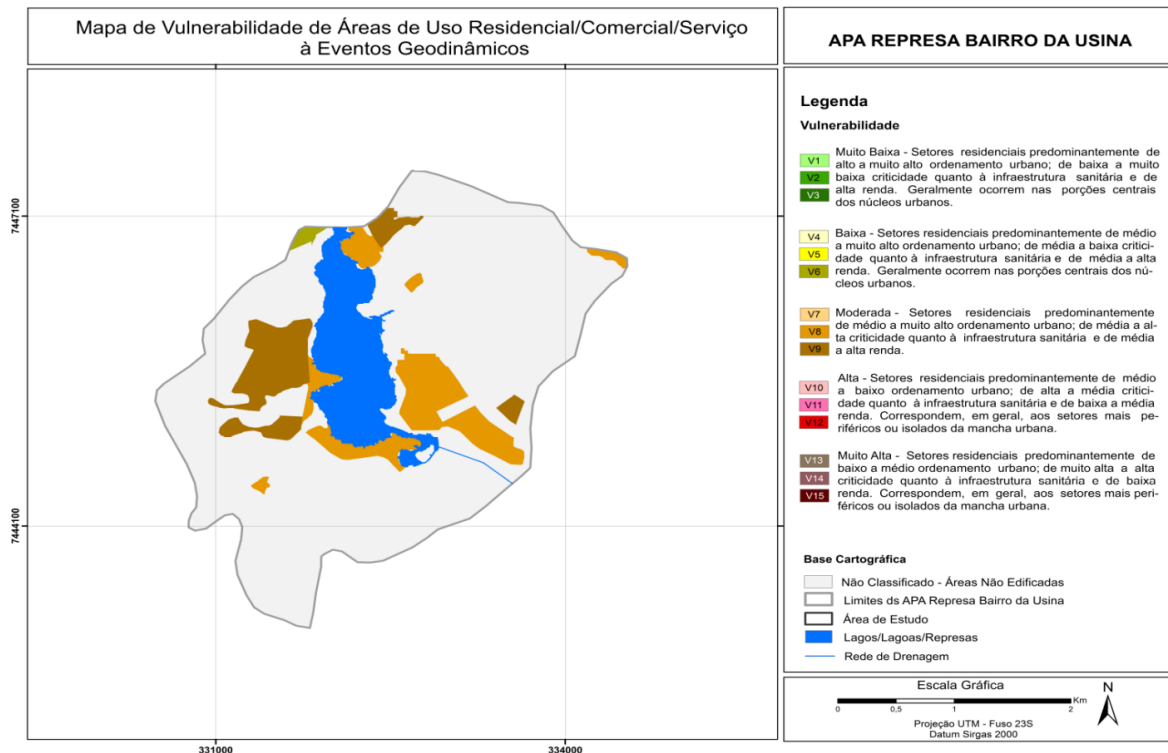 Mapa de Vulnerabilidade de Áreas de Uso Residencial/Comercial/Serviço
à Eventos Geodinâmicos
APA REPRESA BAIRRO DA USINA
7447100
7444100
331000
334000
Legenda
Vulnerabilidade
V1
V2
V3
Muito Baixa - Setores residenciais predominantemente de
alto a muito alto ordenamento urbano; de baixa a muito
baixa criticidade quanto à infraestrutura sanitária e de
alta renda. Geralmente ocorrem nas porções centrais
dos núcleos urbanos.
V4
V5
V6
Baixa - Setores residenciais predominantemente de médio
a muito alto ordenamento urbano; de média a baixa critici-
dade quanto à infraestrutura sanitária e de média a alta
renda. Geralmente ocorrem nas porções centrais dos nú-
cleos urbanos.
V7
V8
V9
Moderada - Setores residenciais predominantemente
de médio a muito alto ordenamento urbano; de média a al-
ta criticidade quanto à infraestrutura sanitária e de média
a alta renda.
V10
V11
V12
Alta - Setores residenciais predominantemente de médio
a baixo ordenamento urbano; de alta a média critici-
dade quanto à infraestrutura sanitária e de baixa a média
renda. Correspondem, em geral, aos setores mais pe-
riféricos ou isolados da mancha urbana.
V13
V14
V15
Muito Alta - Setores residenciais predominantemente de
baixo a médio ordenamento urbano; de muito alta a alta
criticidade quanto à infraestrutura sanitária e de baixa
renda. Correspondem, em geral, aos setores mais peri-
féricos ou isolados da mancha urbana.
Base Cartográfica
Não Classificado - Áreas Não Edificadas
Limites ds APA Represa Bairro da Usina
Área de Estudo
Lagos/Lagoas/Represas
Rede de Drenagem
Escala Gráfica
0 0,5 1 2 Km
N
Projeção UTM - Fuso 23S
Datum Sirgas 2000